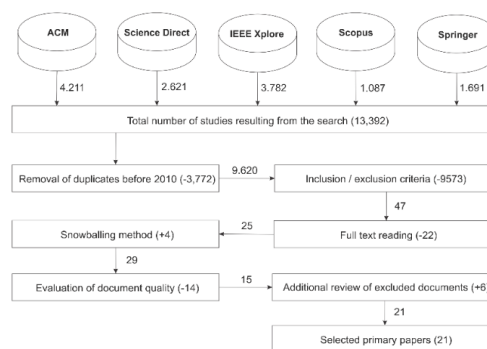 ACM
Science Direct
IEEE Xplore
Scopus
Springer
4.211
2.621
3.782
1.087
1.691
Total number of studies resulting from the search (13,392)
Removal of duplicates before 2010 (-3,772)
9.620
Inclusion / exclusion criteria (-9573)
47
Snowballing method (+4)
25
Full text reading (-22)
29
Evaluation of document quality (-14)
15
Additional review of excluded documents (+6
21
Selected primary papers (21)